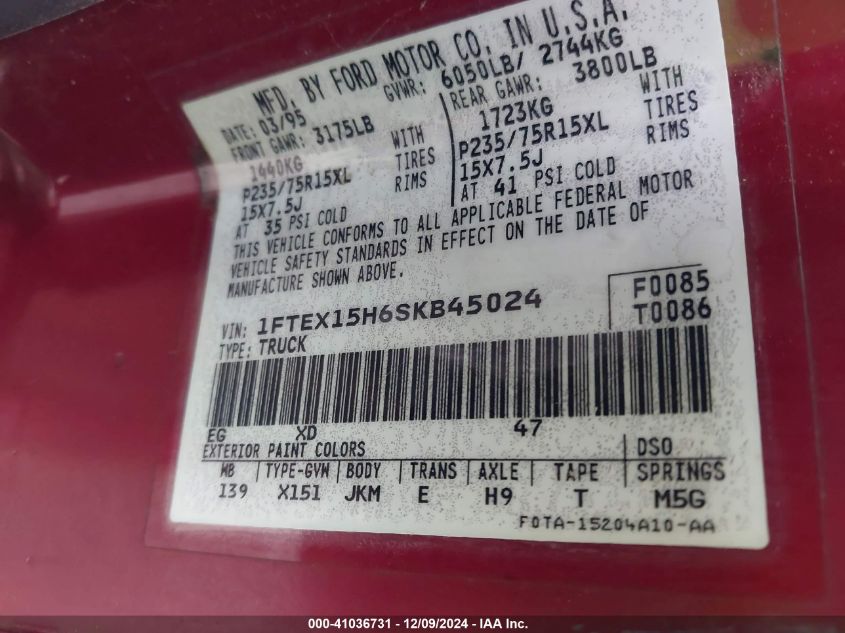 MFD. BY FORD MOTOR CO. IN U.S.A.
DATE: 03/95 GVWR: 6050LB/ 2744KG
FRONT GAWR: 3175LB REAR GAWR: 3800LB
1440KG WITH 1723KG WITH
P235/75R15XL TIRES P235/75R15XL TIRES
15X7.5J RIMS 15X7.5J RIMS
AT 35 PSI COLD AT 41 PSI COLD
THIS VEHICLE CONFORMS TO ALL APPLICABLE FEDERAL MOTOR
VEHICLE SAFETY STANDARDS IN EFFECT ON THE DATE OF
MANUFACTURE SHOWN ABOVE.
VIN: 1FTEX15H6SKB45024 F0085
TYPE: TRUCK T0086
EG XD 47
EXTERIOR PAINT COLORS DSO
WB TYPE-GVW BODY TRANS AXLE TAPE SPRINGS
139 X151 JKM E H9 T M5G
F0TA-15204A10-AA
000-41036731 - 12/09/2024 - IAA Inc.